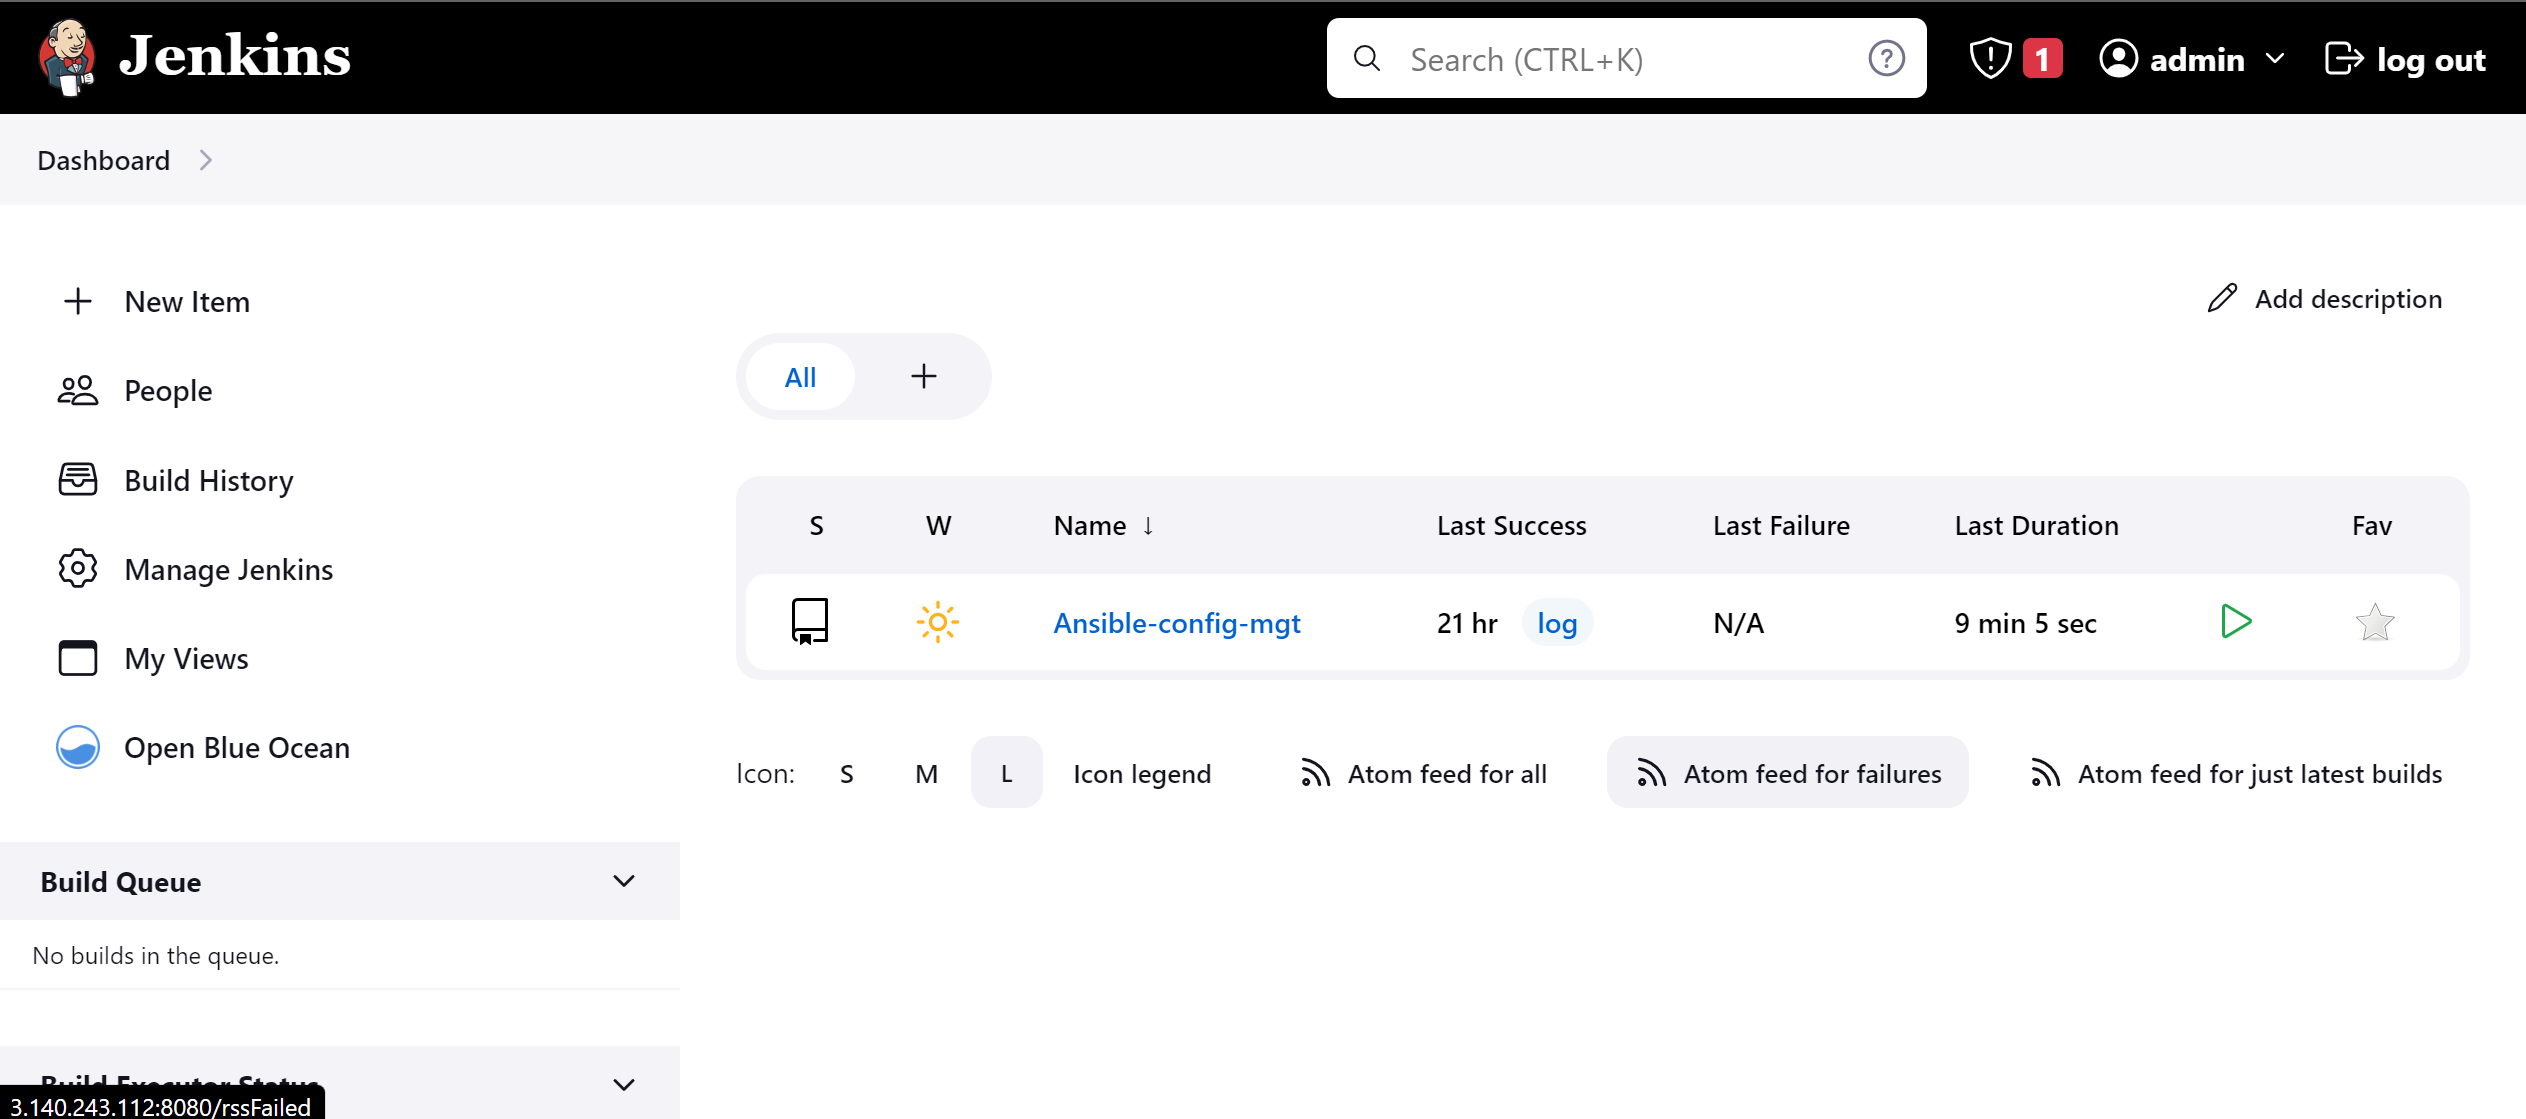 Jenkins
Search (CTRL+K)
1
admin
log out
Dashboard
New Item
People
Build History
Manage Jenkins
My Views
Open Blue Ocean
Add description
All
S W Name ↓ Last Success Last Failure Last Duration Fav
Ansible-config-mgt 21 hr log N/A 9 min 5 sec
Icon: S M L Icon legend Atom feed for all Atom feed for failures Atom feed for just latest builds
Build Queue
No builds in the queue.
Build Executor Status
3.140.243.112:8080/rssFailed